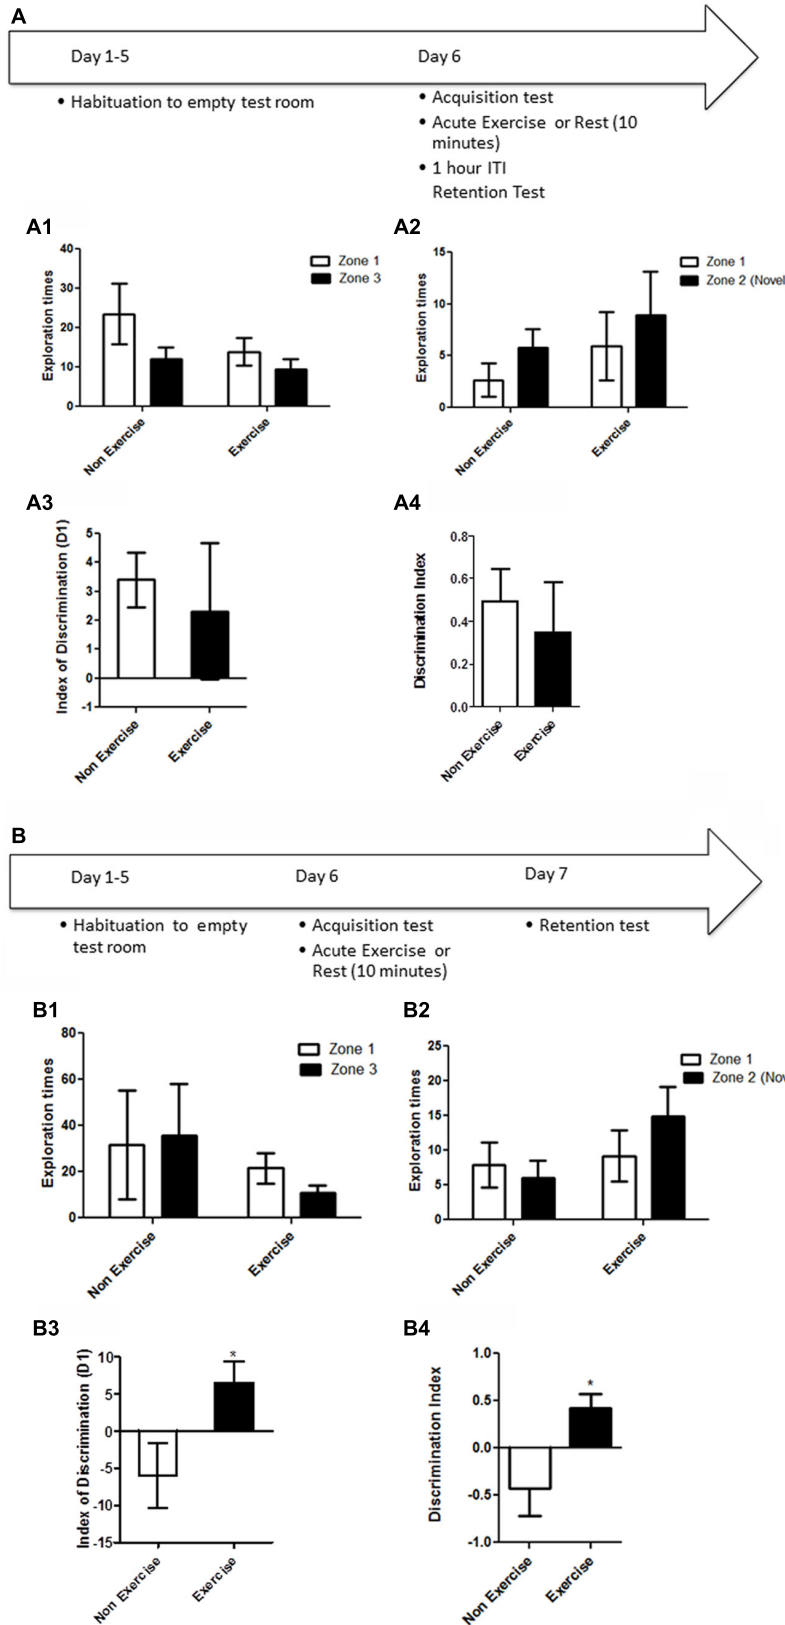 A
Day 1-5
Day 6
• Habituation to empty test room
• Acquisition test
• Acute Exercise or Rest (10
minutes)
• 1 hour ITI
Retention Test
A1
40
30
20
10
0
Exploration times
Zone 1
Zone 3
Non Exercise
Exercise
A2
15
10
5
0
Exploration times
Zone 1
Zone 2 (Novel
Non Exercise
Exercise
A3
5
4
3
2
1
0
-1
Index of Discrimination (D1)
Non Exercise
Exercise
A4
0.8
0.6
0.4
0.2
0.0
Discrimination Index
Non Exercise
Exercise
B
Day 1-5
Day 6
Day 7
• Habituation to empty
test room
• Acquisition test
• Acute Exercise or
Rest (10 minutes)
• Retention test
B1
80
60
40
20
0
Exploration times
Zone 1
Zone 3
Non Exercise
Exercise
B2
25
20
15
10
5
0
Exploration times
Zone 1
Zone 2 (Nov
Non Exercise
Exercise
B3
10
5
0
-5
-10
-15
Index of Discrimination (D1)
*
Non Exercise
Exercise
B4
1.0
0.5
0.0
-0.5
-1.0
Discrimination Index
*
Non Exercise
Exercise